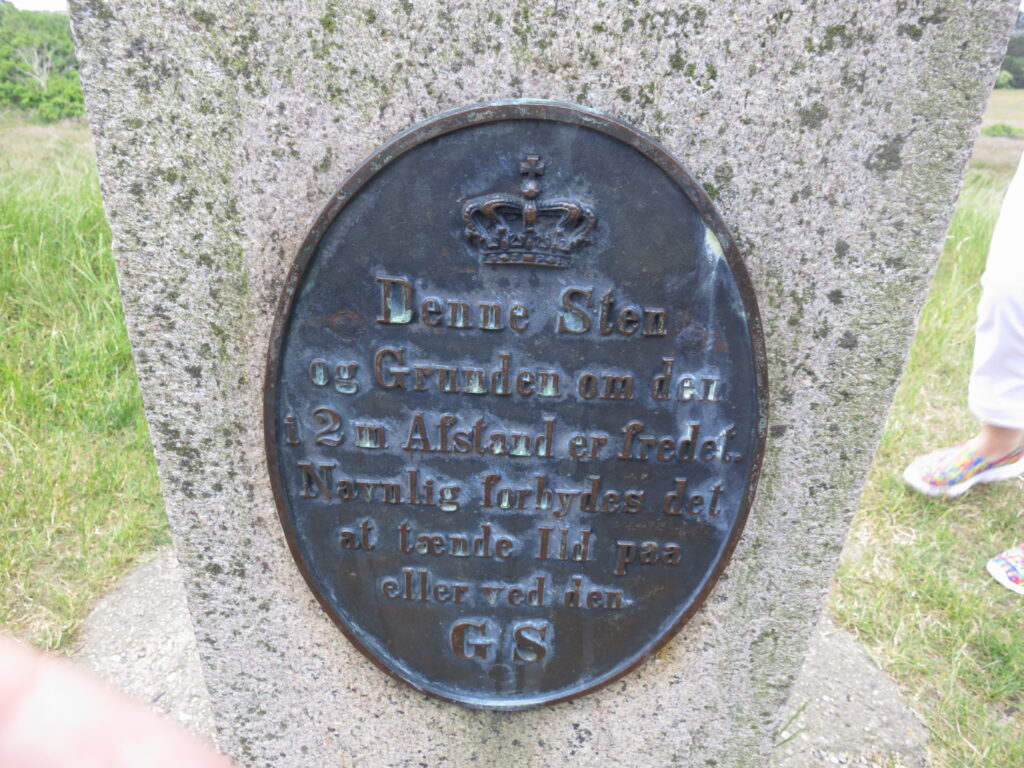 Denne Sten
og Grunden om den
i 2 m Afstand er fredet.
Navnlig forbydes det
at tænde Ild paa
eller ved den.
G S